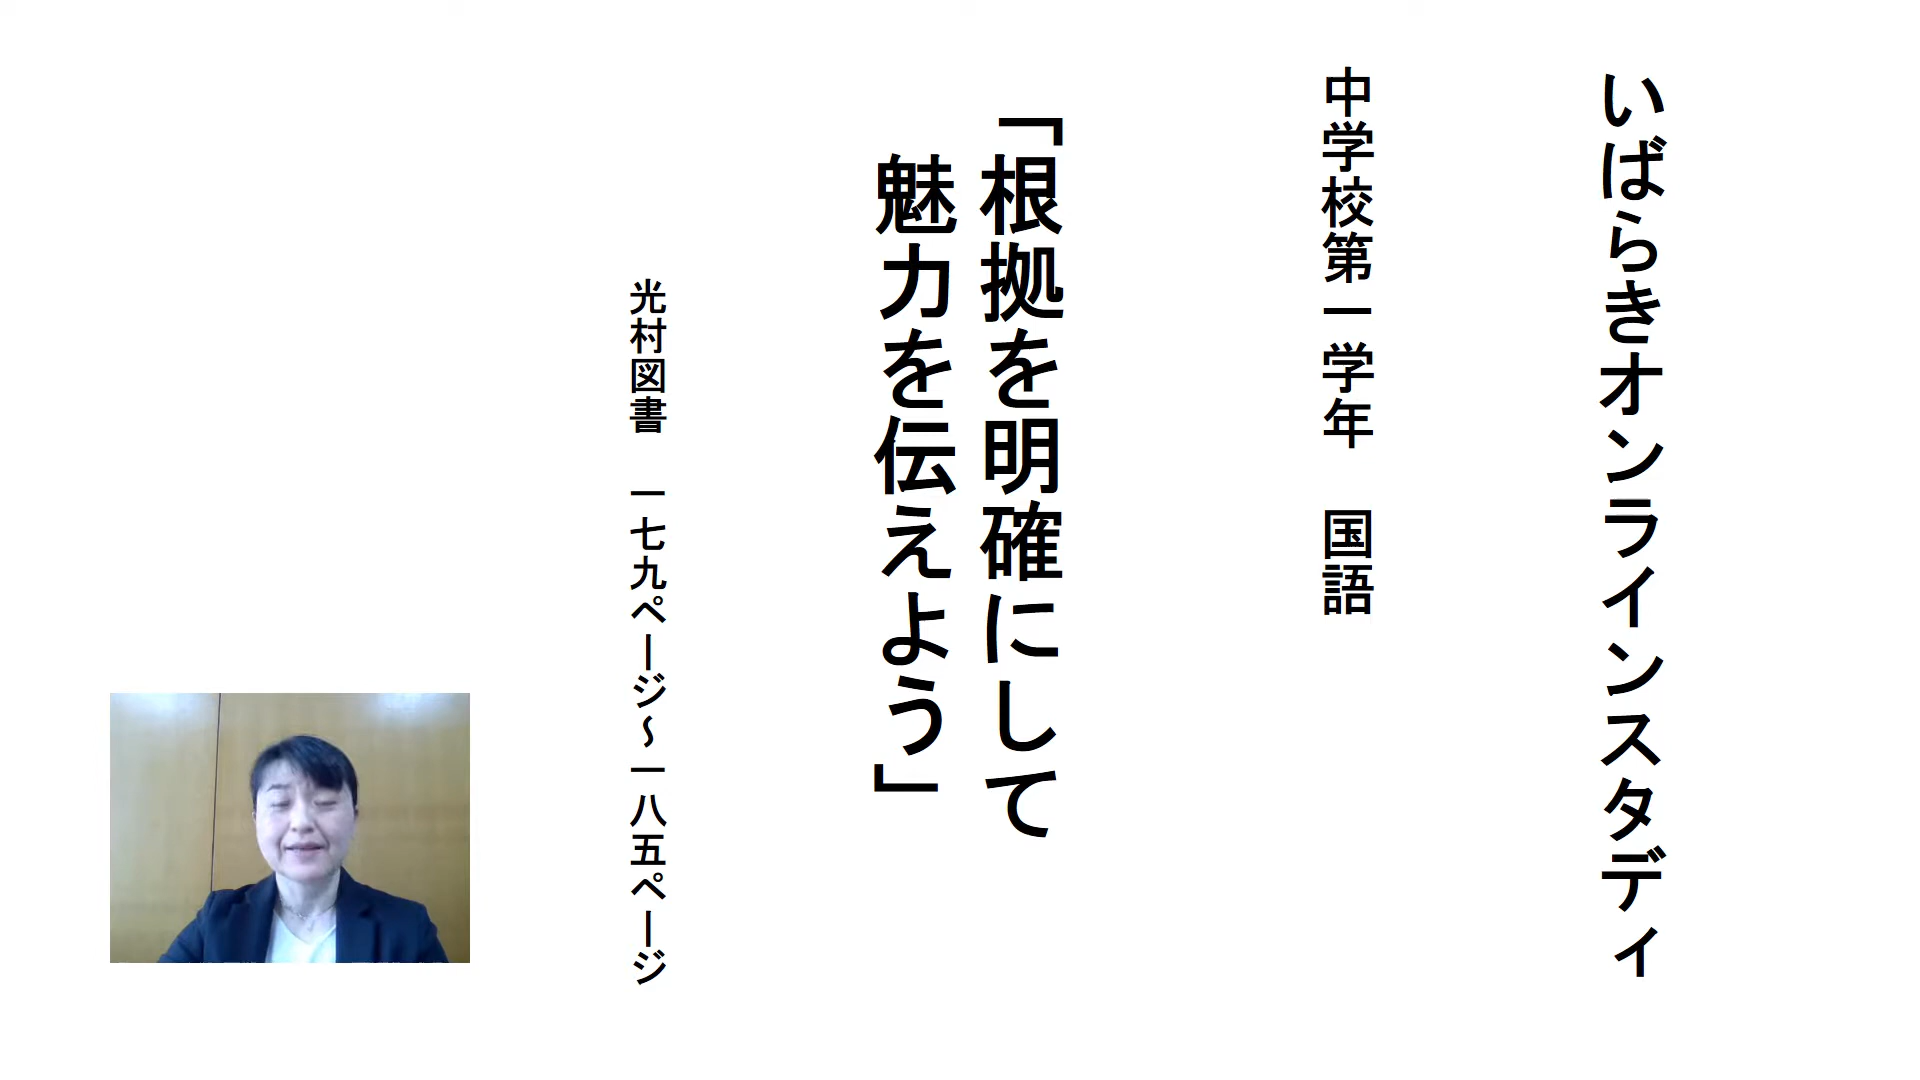 いばらきオンラインスタディ
中学校第一学年　国語
「根拠を明確にして
魅力を伝えよう」
光村図書　一七九ページ～一八五ページ